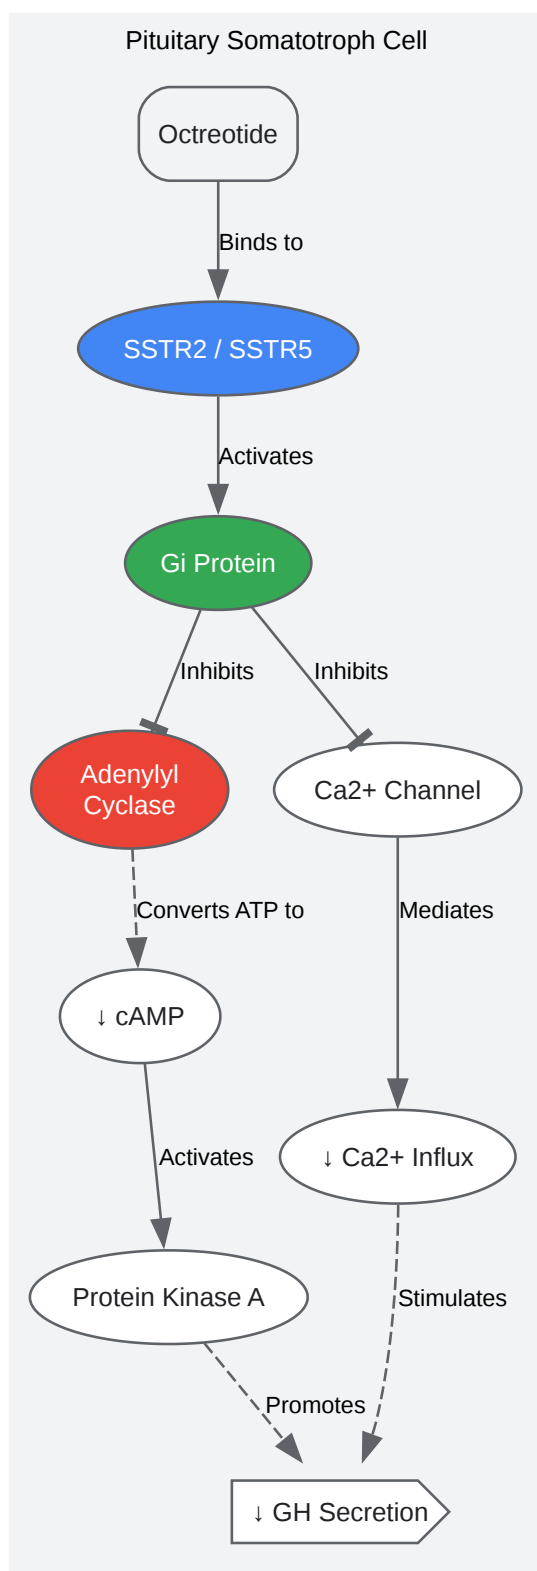 Pituitary Somatotroph Cell
Octreotide
Binds to
SSTR2 / SSTR5
Activates
Gi Protein
Inhibits
Inhibits
Adenylyl
Cyclase
Ca2+ Channel
Converts ATP to
Mediates
↓ cAMP
Activates
↓ Ca2+ Influx
Protein Kinase A
Stimulates
Promotes
↓ GH Secretion